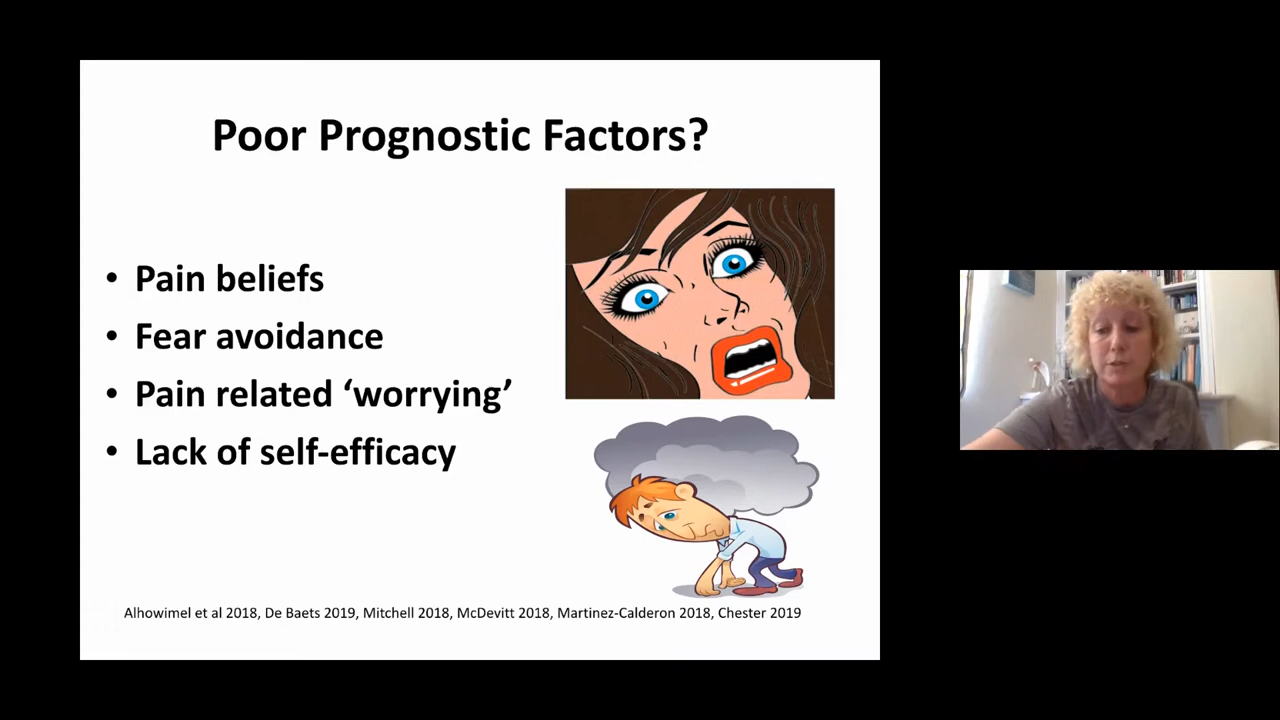 Poor Prognostic Factors?
• Pain beliefs
• Fear avoidance
• Pain related ‘worrying’
• Lack of self-efficacy
Alhowimel et al 2018, De Baets 2019, Mitchell 2018, McDevitt 2018, Martinez-Calderon 2018, Chester 2019